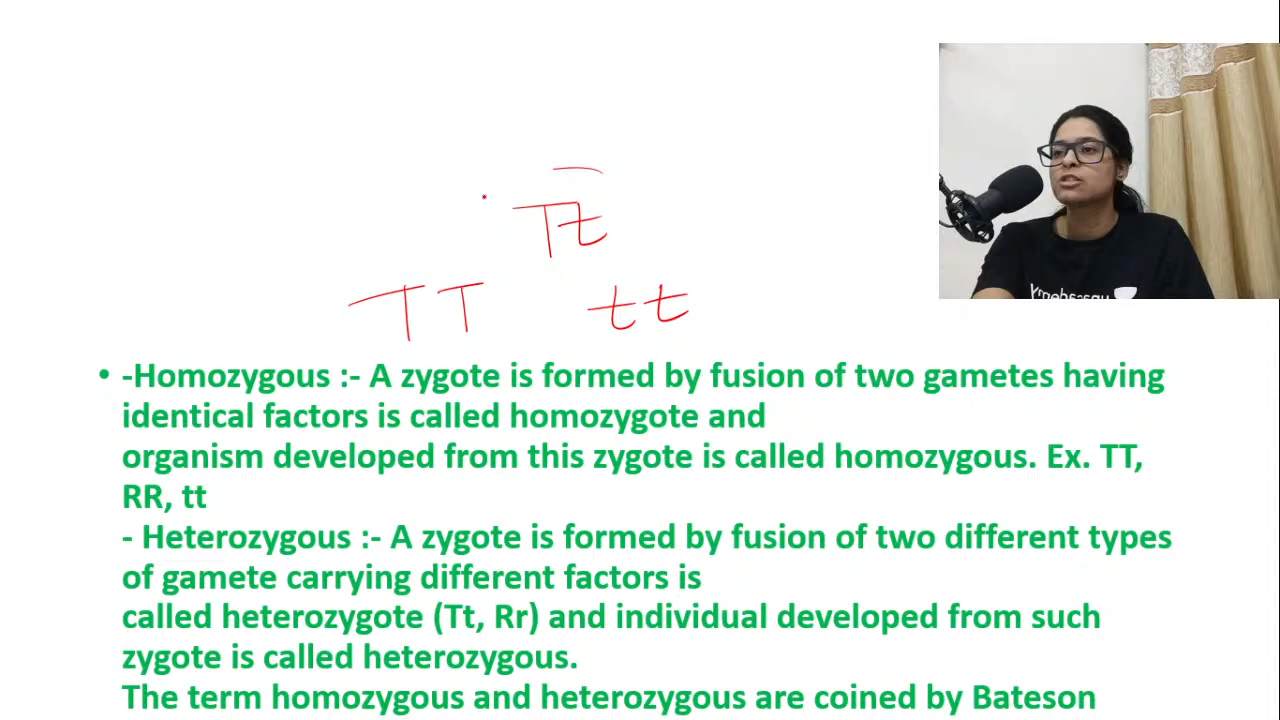 Tt
TT tt
• -Homozygous :- A zygote is formed by fusion of two gametes having
identical factors is called homozygote and
organism developed from this zygote is called homozygous. Ex. TT,
RR, tt
- Heterozygous :- A zygote is formed by fusion of two different types
of gamete carrying different factors is
called heterozygote (Tt, Rr) and individual developed from such
zygote is called heterozygous.
The term homozygous and heterozygous are coined by Bateson